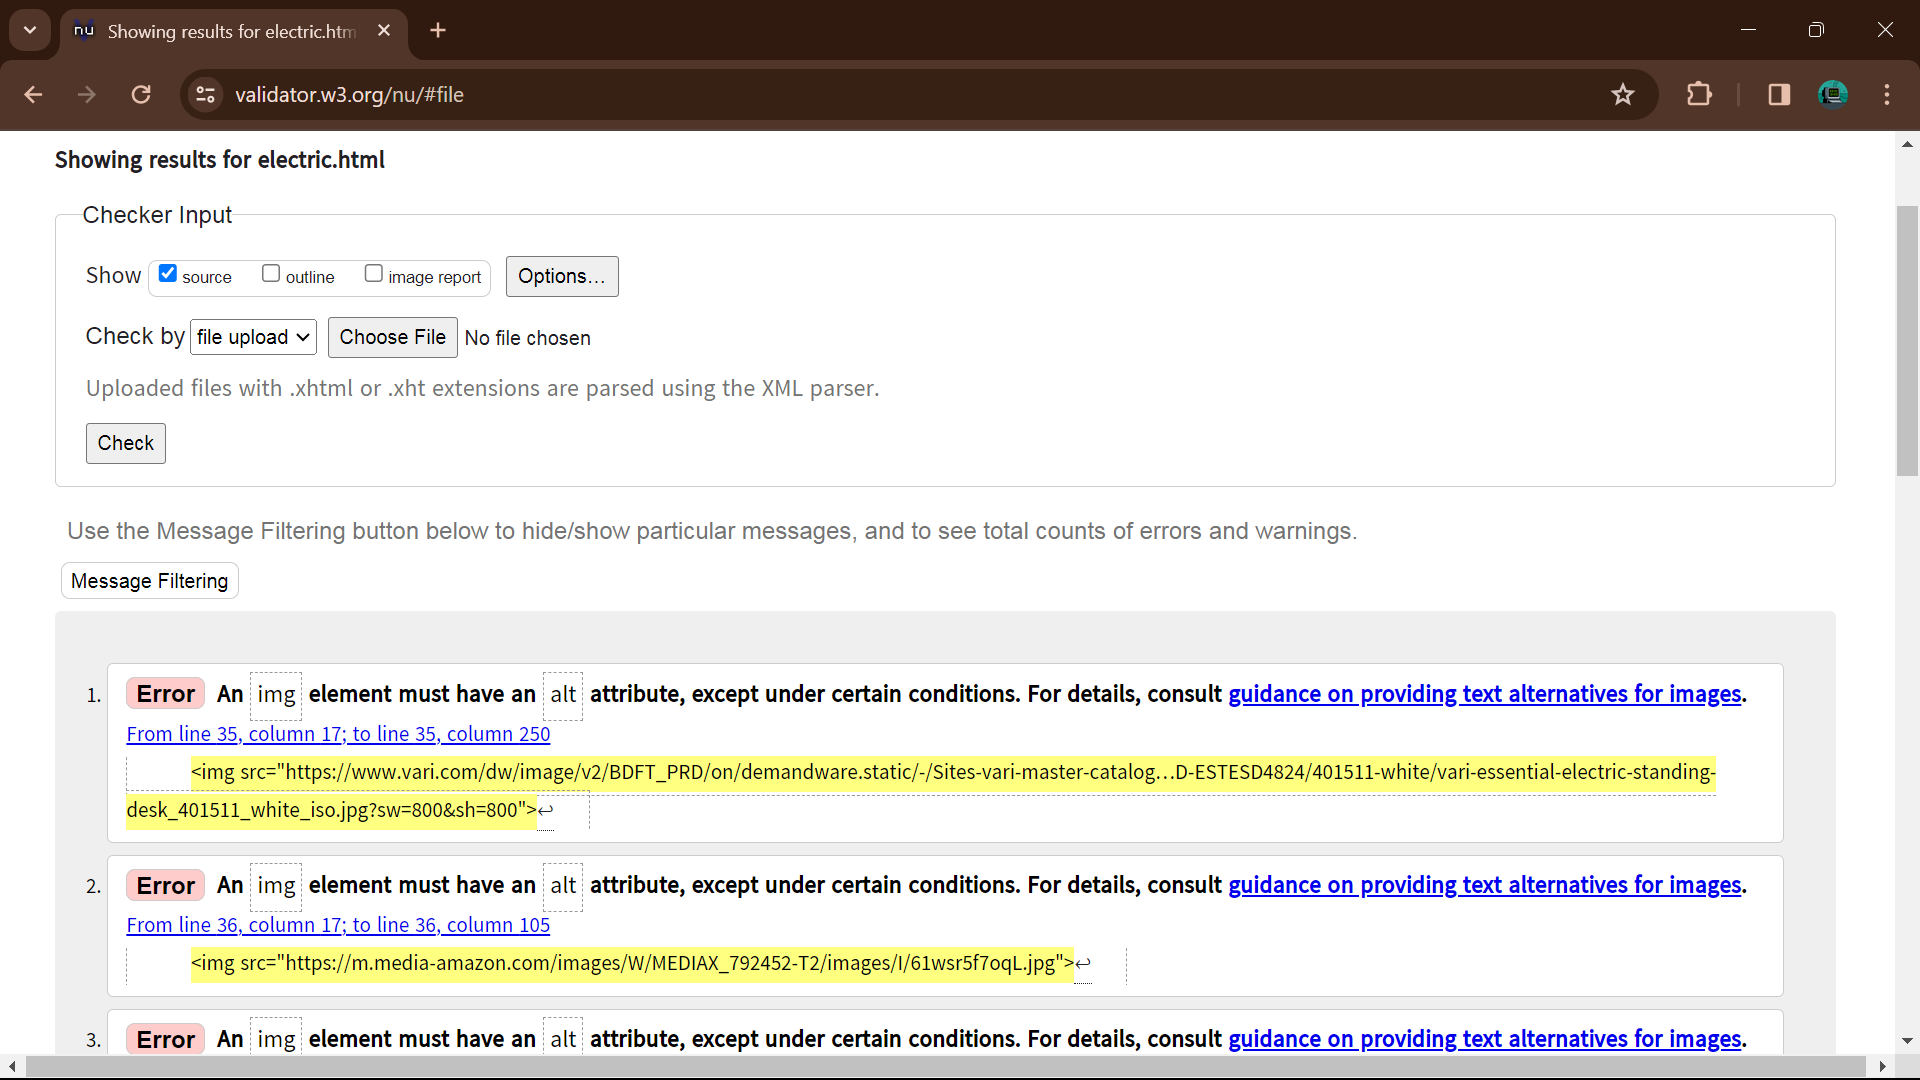 nu Showing results for electric.htm
validator.w3.org/nu/#file
Showing results for electric.html
Checker Input
Show source outline image report Options...
Check by file upload Choose File No file chosen
Uploaded files with .xhtml or .xht extensions are parsed using the XML parser.
Check
Use the Message Filtering button below to hide/show particular messages, and to see total counts of errors and warnings.
Message Filtering
1. Error An img element must have an alt attribute, except under certain conditions. For details, consult guidance on providing text alternatives for images.
From line 35, column 17; to line 35, column 250
<img src="https://www.vari.com/dw/image/v2/BDFT_PRD/on/demandware.static/-/Sites-vari-master-catalog…D-ESTESD4824/401511-white/vari-essential-electric-standing-
desk_401511_white_iso.jpg?sw=800&sh=800">↩
2. Error An img element must have an alt attribute, except under certain conditions. For details, consult guidance on providing text alternatives for images.
From line 36, column 17; to line 36, column 105
<img src="https://m.media-amazon.com/images/W/MEDIAX_792452-T2/images/I/61wsr5f7oqL.jpg">↩
3. Error An img element must have an alt attribute, except under certain conditions. For details, consult guidance on providing text alternatives for images.